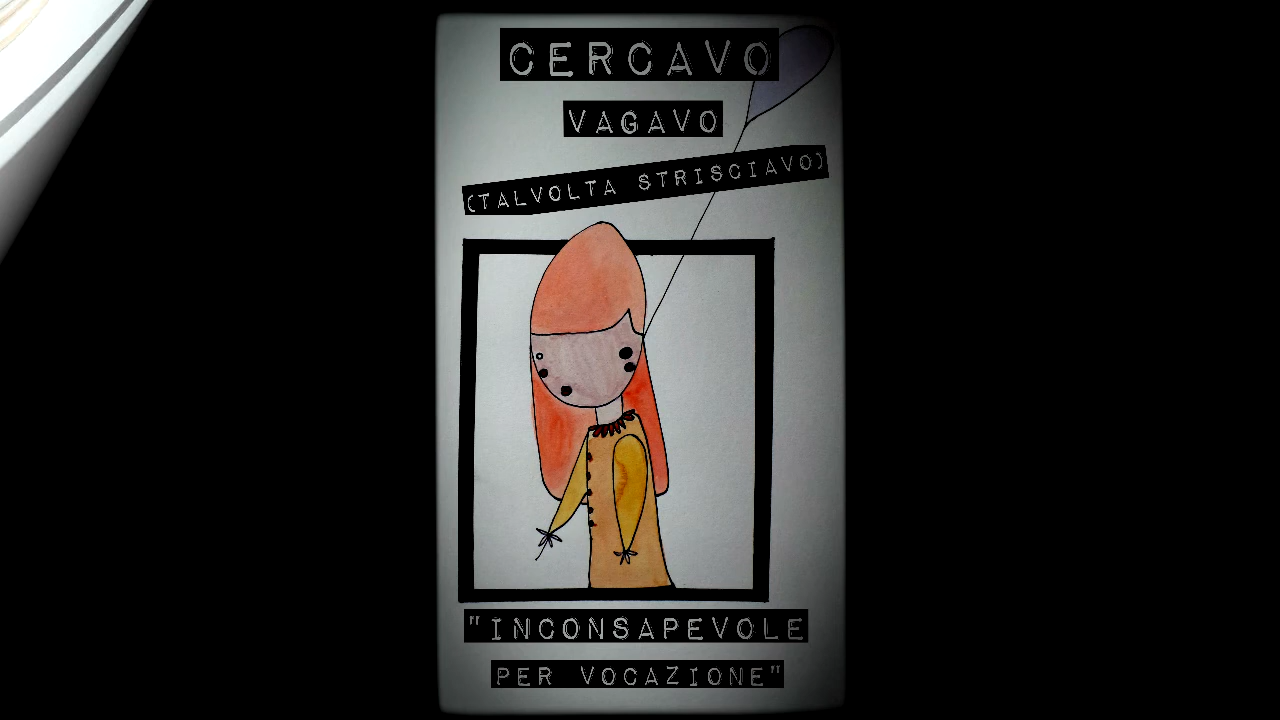 CERCAVO
VAGAVO
(TALVOLTA STRISCIAVO)
"INCONSAPEVOLE
PER VOCAZIONE"